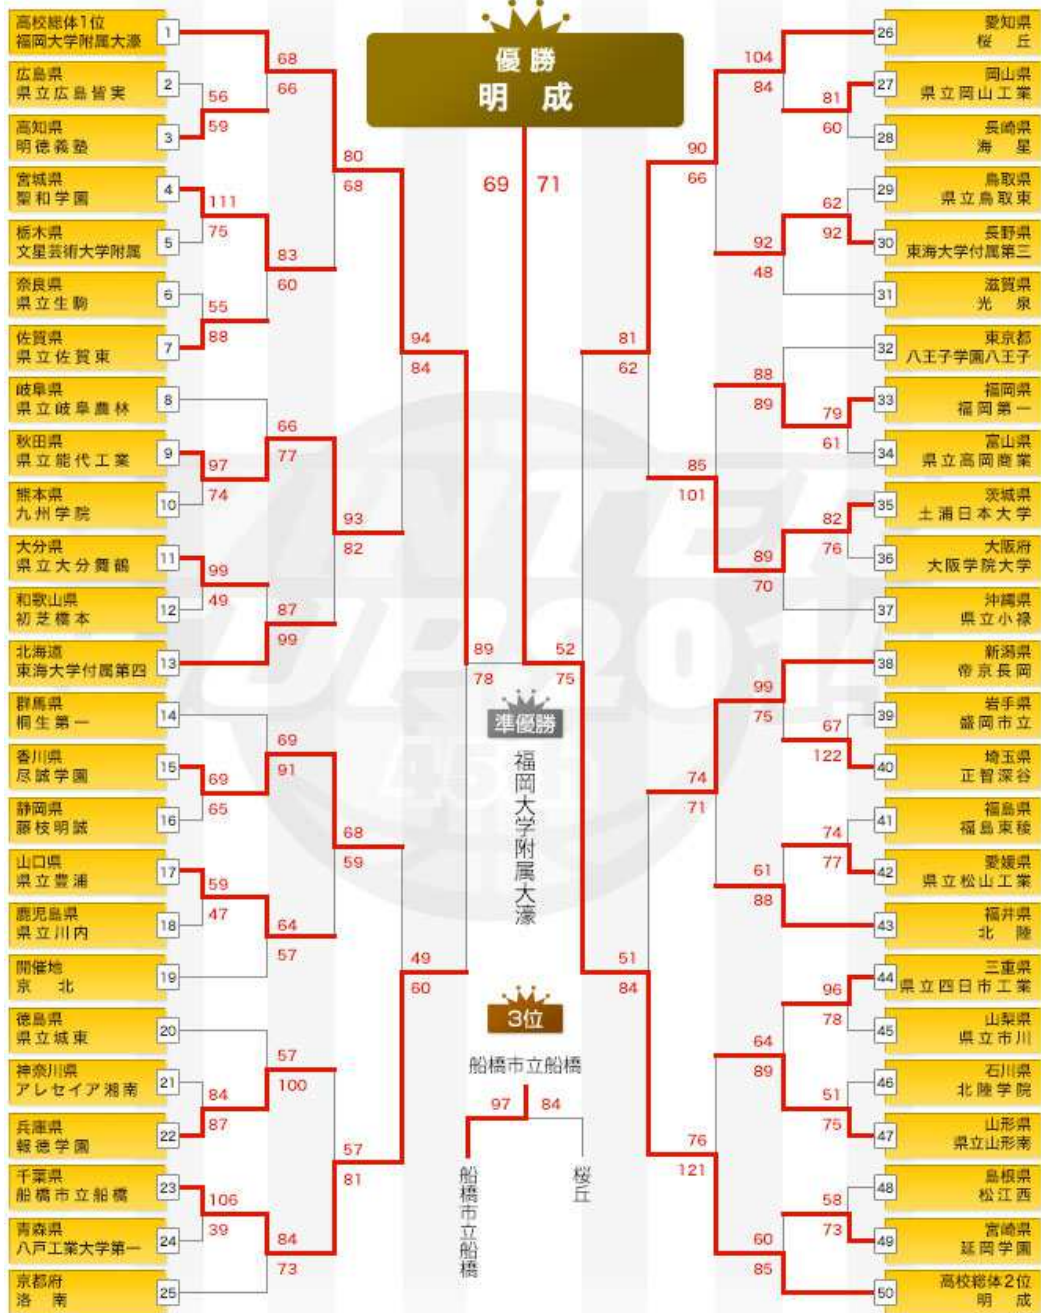 優勝
明成
69 71
高校総体1位
福岡大学附属大濠
1
広島県
県立広島皆実
2
高知県
明徳義塾
3
宮城県
聖和学園
4
栃木県
文星芸術大学附属
5
奈良県
県立生駒
6
佐賀県
県立佐賀東
7
岐阜県
県立岐阜農林
8
秋田県
県立能代工業
9
熊本県
九州学院
10
大分県
県立大分舞鶴
11
和歌山県
初芝橋本
12
北海道
東海大学付属第四
13
群馬県
桐生第一
14
香川県
尽誠学園
15
静岡県
藤枝明誠
16
山口県
県立豊浦
17
鹿児島県
県立川内
18
開催地
京北
19
徳島県
県立城東
20
神奈川県
アレセイア湘南
21
兵庫県
報徳学園
22
千葉県
船橋市立船橋
23
青森県
八戸工業大学第一
24
京都府
洛南
25
56
59
111
75
55
88
97
74
99
49
69
65
59
47
84
87
106
39
68
66
83
60
66
77
87
99
69
91
64
57
57
100
84
73
80
68
93
82
68
59
57
81
94
84
49
60
89
78
準優勝
福岡大学附属大濠
3位
船橋市立船橋
97 84
船橋市立船橋
桜丘
52
75
81
62
51
84
90
66
85
101
74
71
76
121
104
84
92
48
88
89
89
70
99
75
61
88
64
89
60
85
81
60
62
92
79
61
82
76
67
122
74
77
96
78
51
75
58
73
26
愛知県
桜丘
27
岡山県
県立岡山工業
28
長崎県
海星
29
鳥取県
県立鳥取東
30
長野県
東海大学付属第三
31
滋賀県
光泉
32
東京都
八王子学園八王子
33
福岡県
福岡第一
34
富山県
県立高岡商業
35
茨城県
土浦日本大学
36
大阪府
大阪学院大学
37
沖縄県
県立小禄
38
新潟県
帝京長岡
39
岩手県
盛岡市立
40
埼玉県
正智深谷
41
福島県
福島東稜
42
愛媛県
県立松山工業
43
福井県
北陸
44
三重県
県立四日市工業
45
山梨県
県立市川
46
石川県
北陸学院
47
山形県
県立山形南
48
島根県
松江西
49
宮崎県
延岡学園
50
高校総体2位
明成